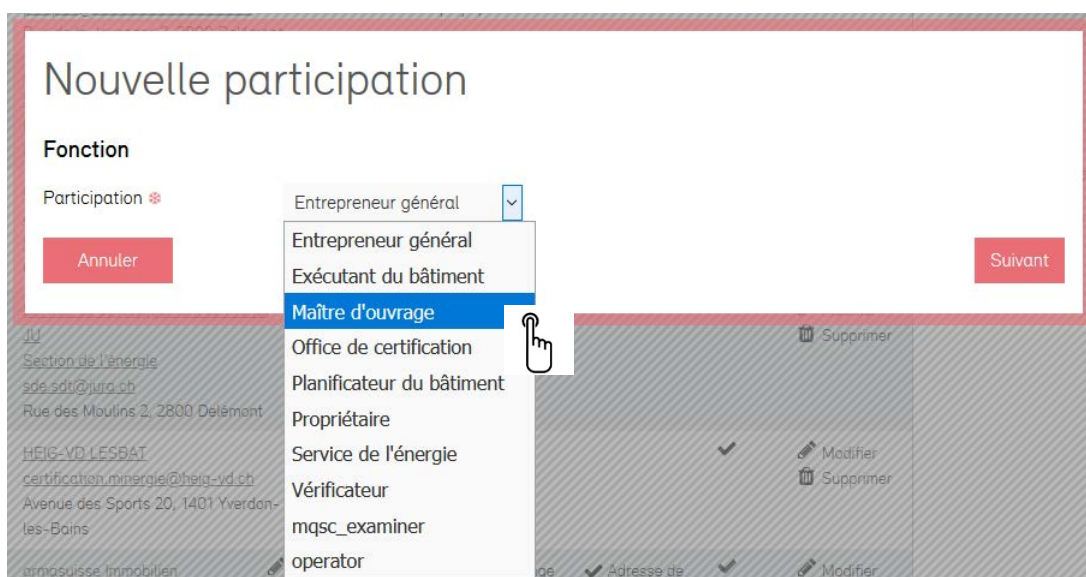 Nouvelle participation
Fonction
Participation
Entrepreneur général
Annuler
Suivant
Entrepreneur général
Exécutant du bâtiment
Maître d'ouvrage
Office de certification
Planificateur du bâtiment
Propriétaire
Service de l'énergie
Vérificateur
mqsc_examiner
operator
JU
Section de l'énergie
sde.sdt@jura.ch
Rue des Moulins 2, 2800 Delémont
Supprimer
HEIG-VD LESBAT
certification.minergie@heig-vd.ch
Avenue des Sports 20, 1401 Yverdon-
les-Bains
Modifier
Supprimer
armasuisse Immobilien
Adresse de
Modifier